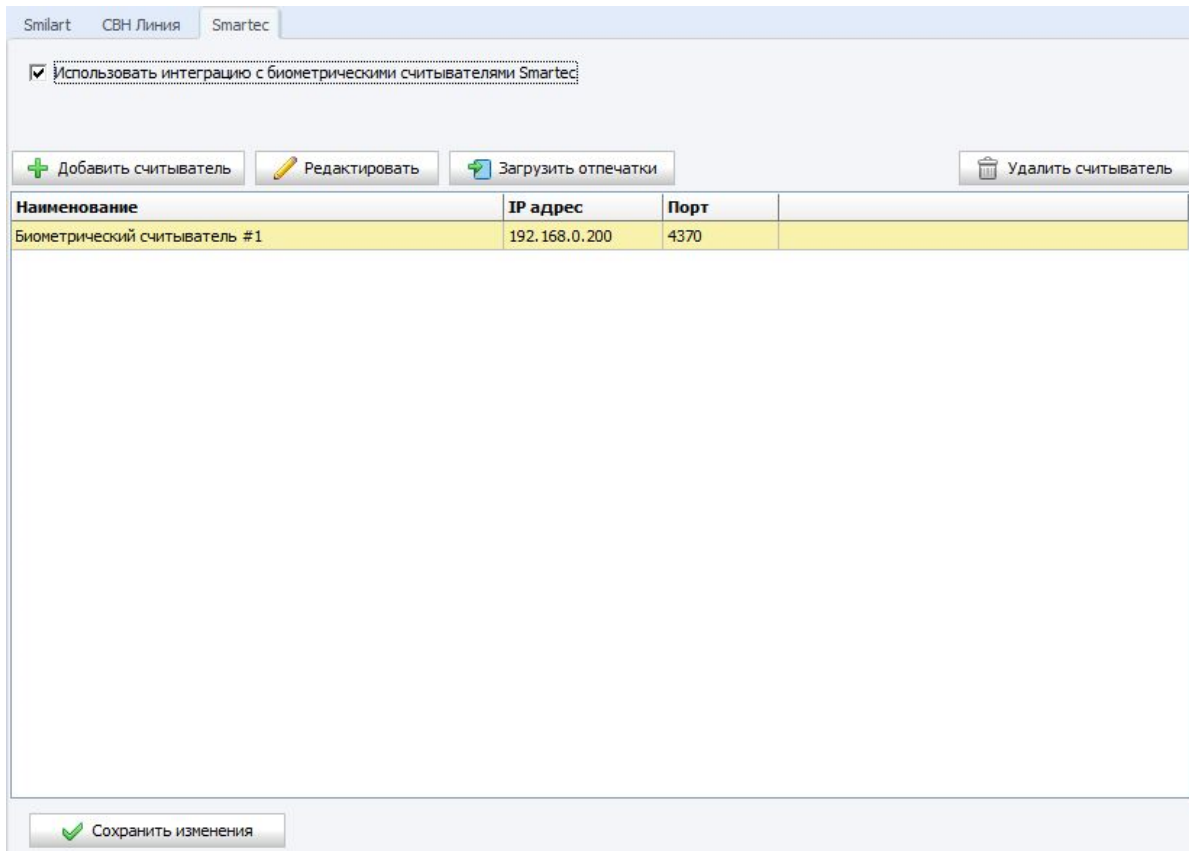 Smilart СВН Линия Smartec
Использовать интеграцию с биометрическими считывателями Smartec
Добавить считыватель Редактировать Загрузить отпечатки Удалить считыватель
Наименование IP адрес Порт
Биометрический считыватель #1 192.168.0.200 4370
Сохранить изменения